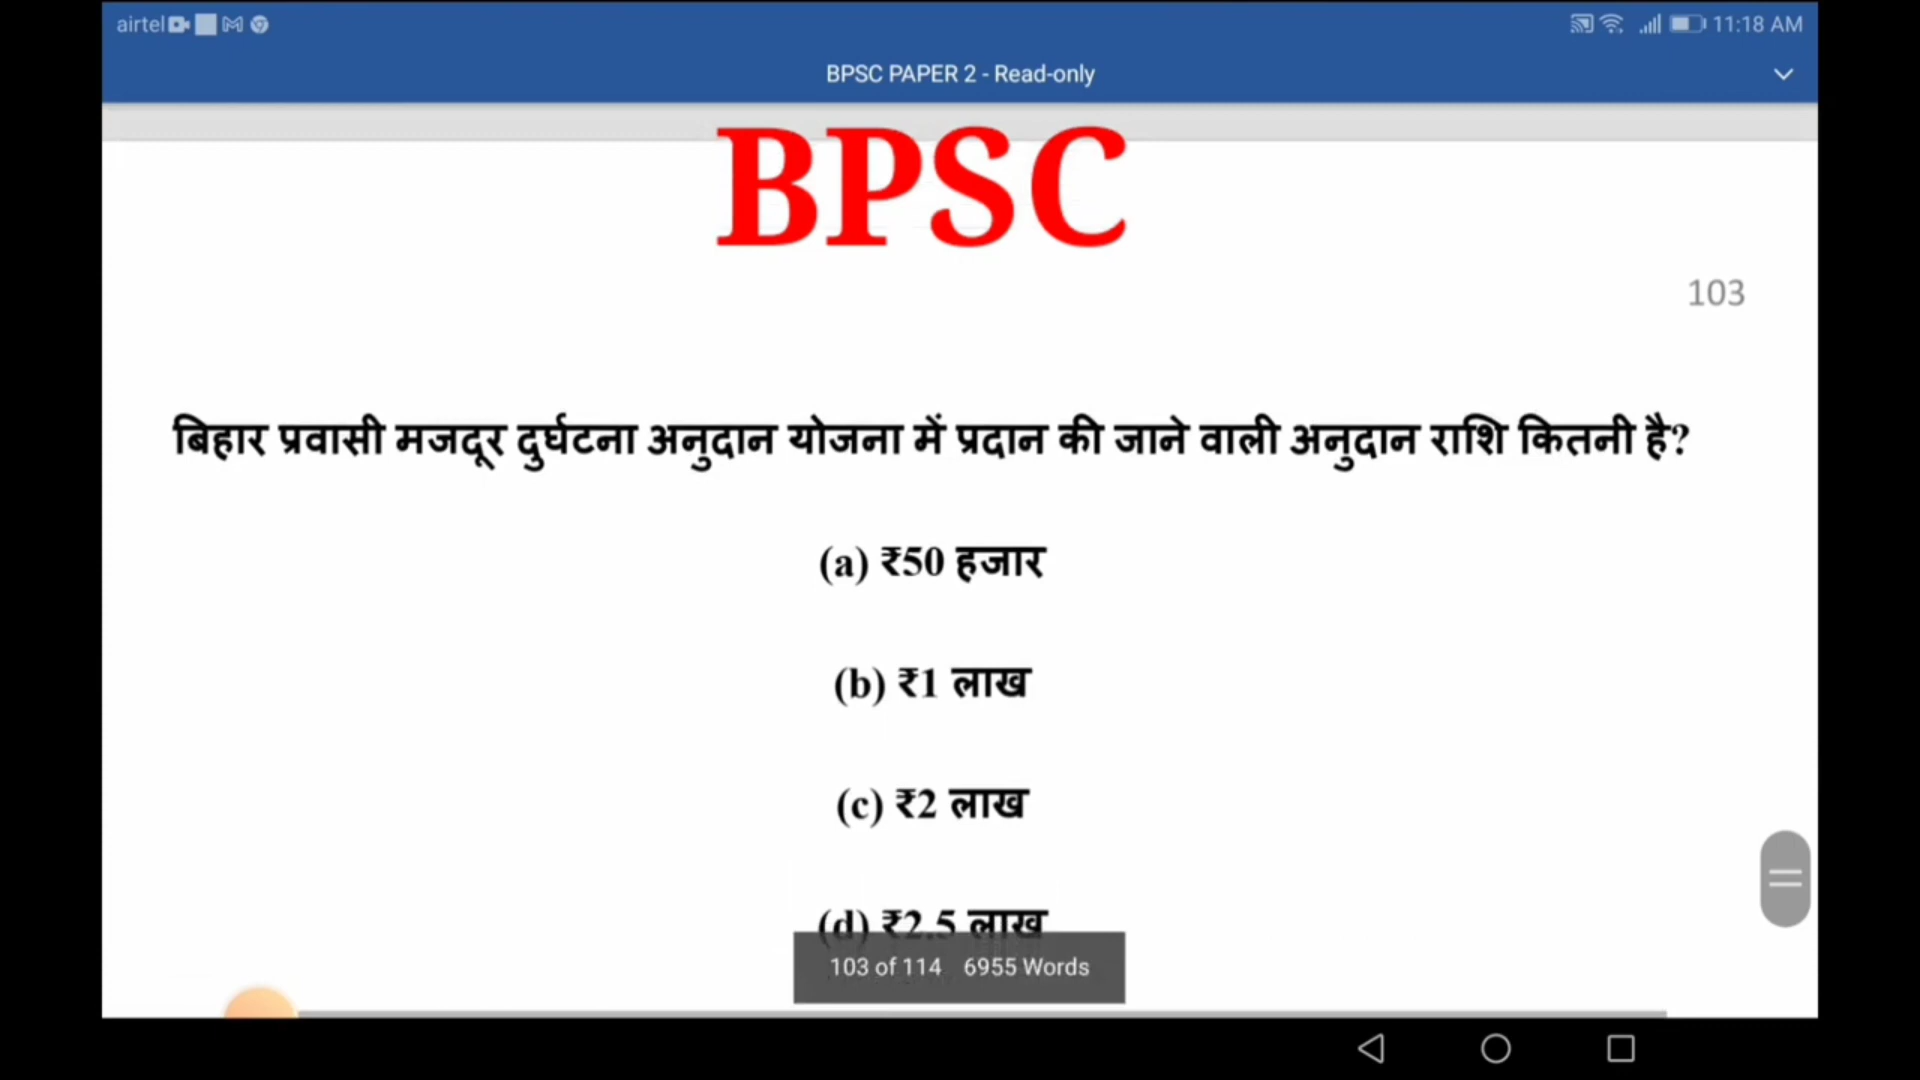 airtel 11:18 AM
BPSC PAPER 2 - Read-only
BPSC
103
बिहार प्रवासी मजदूर दुर्घटना अनुदान योजना में प्रदान की जाने वाली अनुदान राशि कितनी है?
(a) ₹50 हजार
(b) ₹1 लाख
(c) ₹2 लाख
(d) ₹2.5 लाख
103 of 114 6955 Words